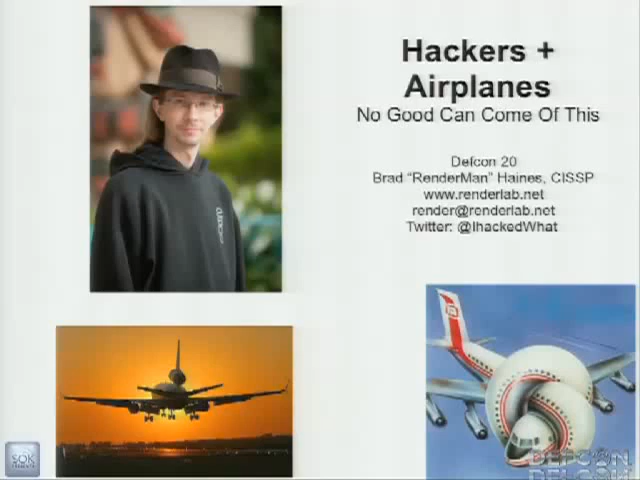 Hackers +
Airplanes
No Good Can Come Of This
Defcon 20
Brad "RenderMan" Haines, CISSP
www.renderlab.net
render@renderlab.net
Twitter: @IhackedWhat
SOK
DEFCON